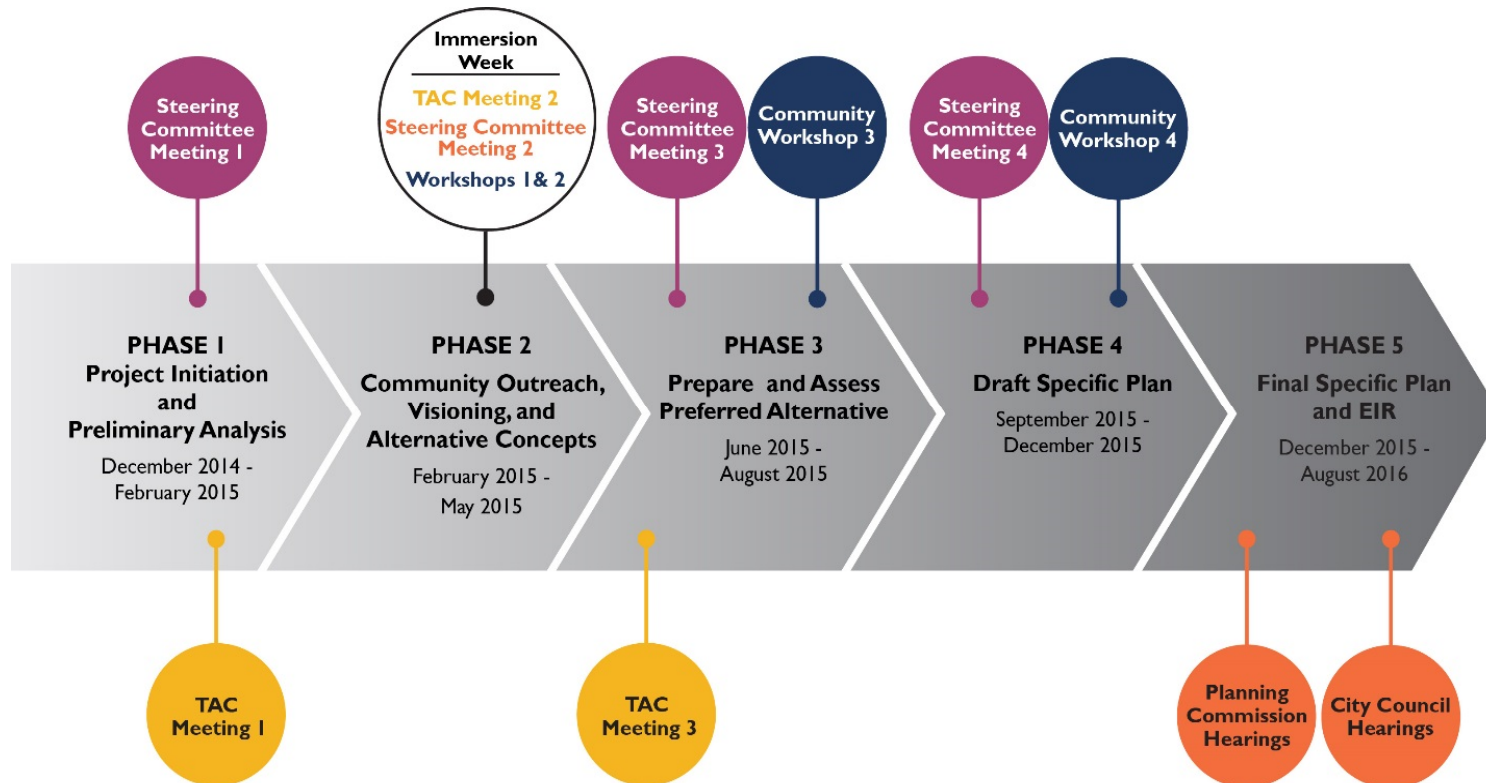 Steering
Committee
Meeting 1
Immersion
Week
TAC Meeting 2
Steering Committee
Meeting 2
Workshops 1& 2
Steering
Committee
Meeting 3
Community
Workshop 3
Steering
Committee
Meeting 4
Community
Workshop 4
PHASE 1
Project Initiation
and
Preliminary Analysis
December 2014 -
February 2015
PHASE 2
Community Outreach,
Visioning, and
Alternative Concepts
February 2015 -
May 2015
PHASE 3
Prepare and Assess
Preferred Alternative
June 2015 -
August 2015
PHASE 4
Draft Specific Plan
September 2015 -
December 2015
PHASE 5
Final Specific Plan
and EIR
December 2015 -
August 2016
TAC
Meeting 1
TAC
Meeting 3
Planning
Commission
Hearings
City Council
Hearings